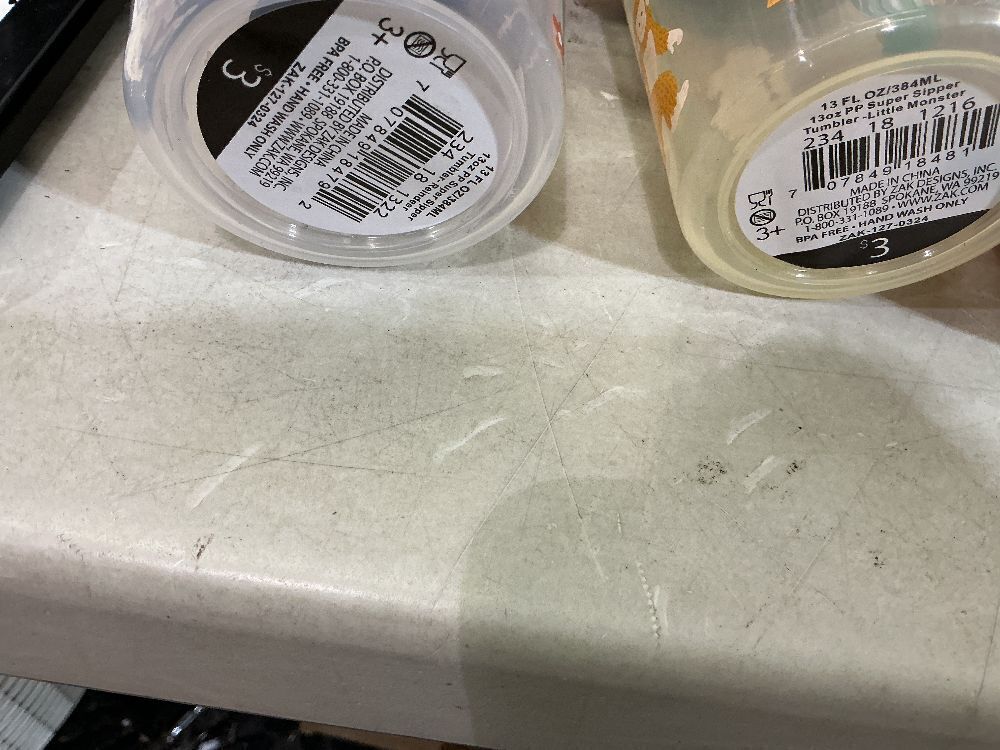 13 FL OZ/384ML
13oz PP Super Sipper
Tumbler -Reindeer
234 18 1322
7 07849 18479 2
MADE IN CHINA
DISTRIBUTED BY ZAK DESIGNS, INC.
P.O. BOX 19188 SPOKANE, WA 99219
1-800-331-1089 • WWW.ZAK.COM
BPA FREE • HAND WASH ONLY
ZAK-127-0324
3+
$3
13 FL OZ/384ML
13oz PP Super Sipper
Tumbler -Little Monster
234 18 1216
7 07849 18481
MADE IN CHINA
DISTRIBUTED BY ZAK DESIGNS, INC.
P.O. BOX 19188 SPOKANE, WA 99219
1-800-331-1089 • WWW.ZAK.COM
BPA FREE • HAND WASH ONLY
ZAK-127-0324
3+
$3